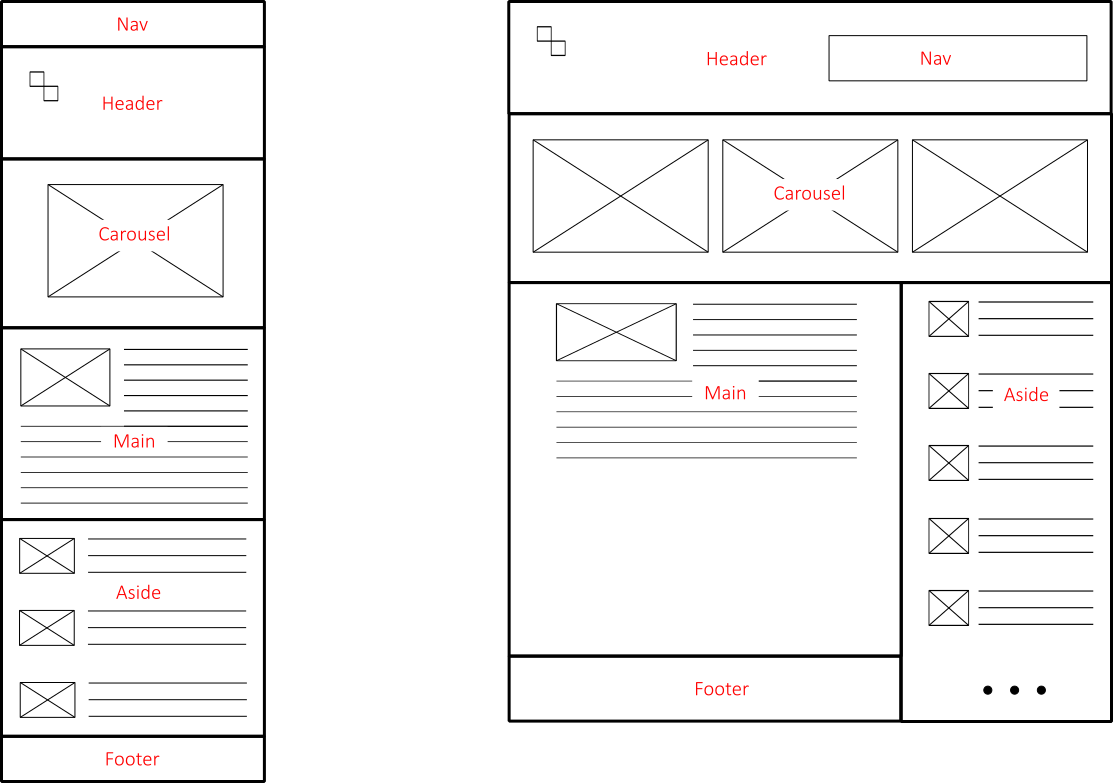 Nav
Header
Carousel
Main
Aside
Footer
Header
Nav
Carousel
Main
Aside
Footer